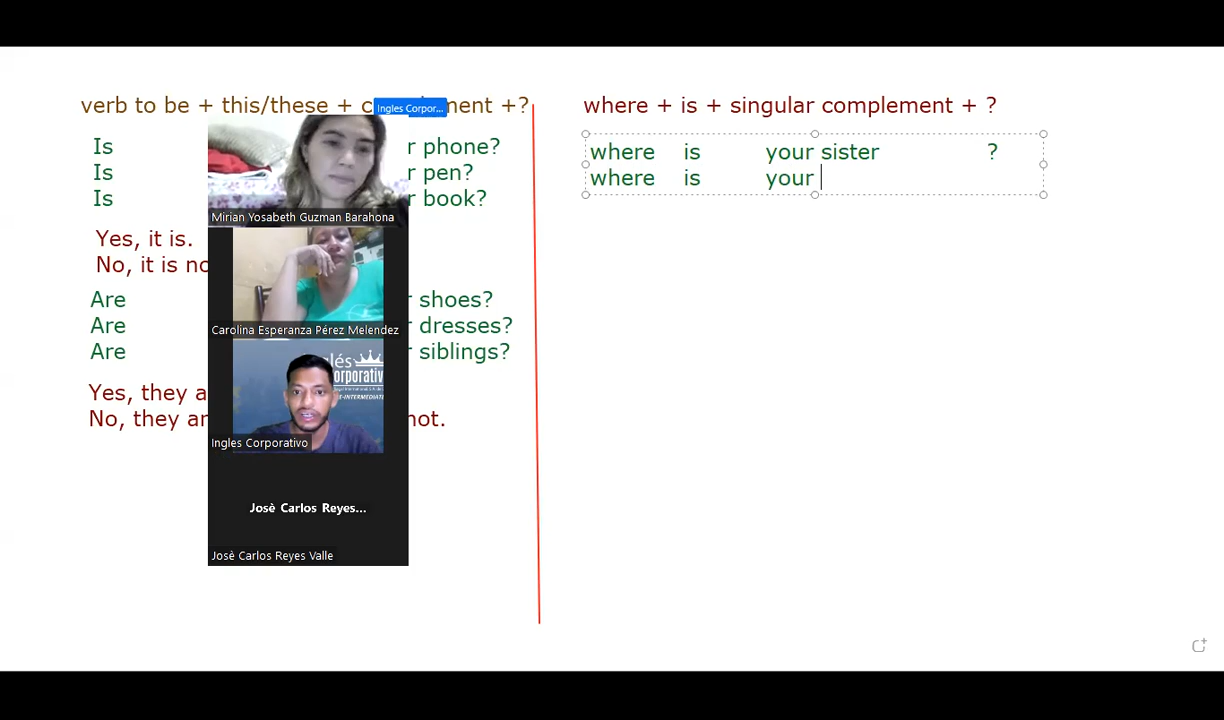 verb to be + this/these + c ment +?
Is r phone?
Is r pen?
Is r book?
Yes, it is.
No, it is no
Are r shoes?
Are r dresses?
Are r siblings?
Yes, they a
No, they ar not.
Ingles Corpor...
Mirian Yosabeth Guzman Barahona
Carolina Esperanza Pérez Melendez
glés
orporativ
Ingles Corporativo
Josè Carlos Reyes...
Josè Carlos Reyes Valle
where + is + singular complement + ?
where is your sister ?
where is your